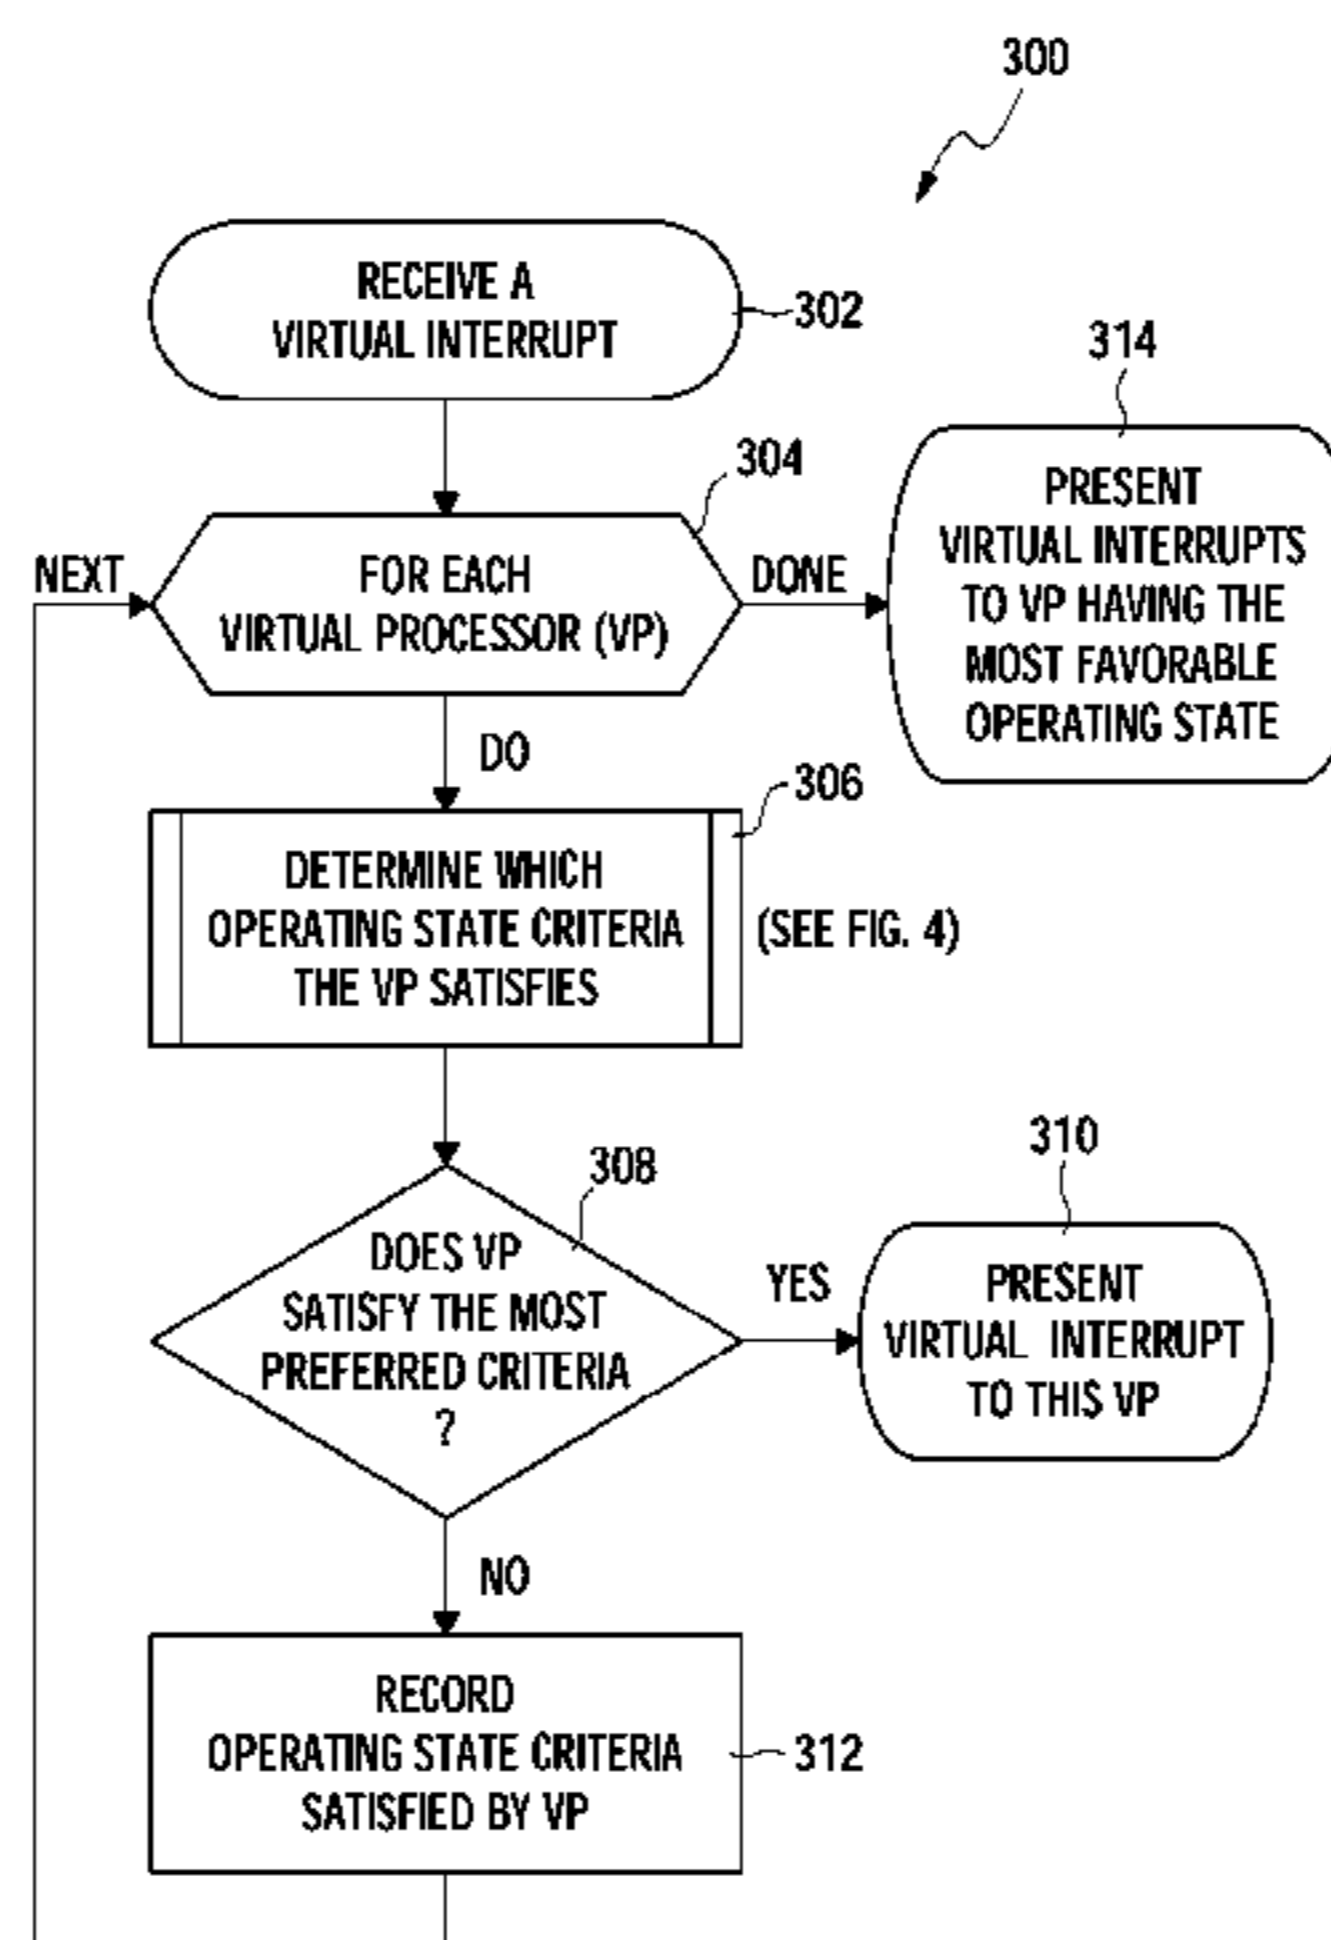 300
RECEIVE A
VIRTUAL INTERRUPT
302
314
304
NEXT
FOR EACH
VIRTUAL PROCESSOR (VP)
DONE
PRESENT
VIRTUAL INTERRUPTS
TO VP HAVING THE
MOST FAVORABLE
OPERATING STATE
DO
306
DETERMINE WHICH
OPERATING STATE CRITERIA
THE VP SATISFIES
(SEE FIG. 4)
308
310
DOES VP
SATISFY THE MOST
PREFERRED CRITERIA
?
YES
PRESENT
VIRTUAL INTERRUPT
TO THIS VP
NO
RECORD
OPERATING STATE CRITERIA
SATISFIED BY VP
312